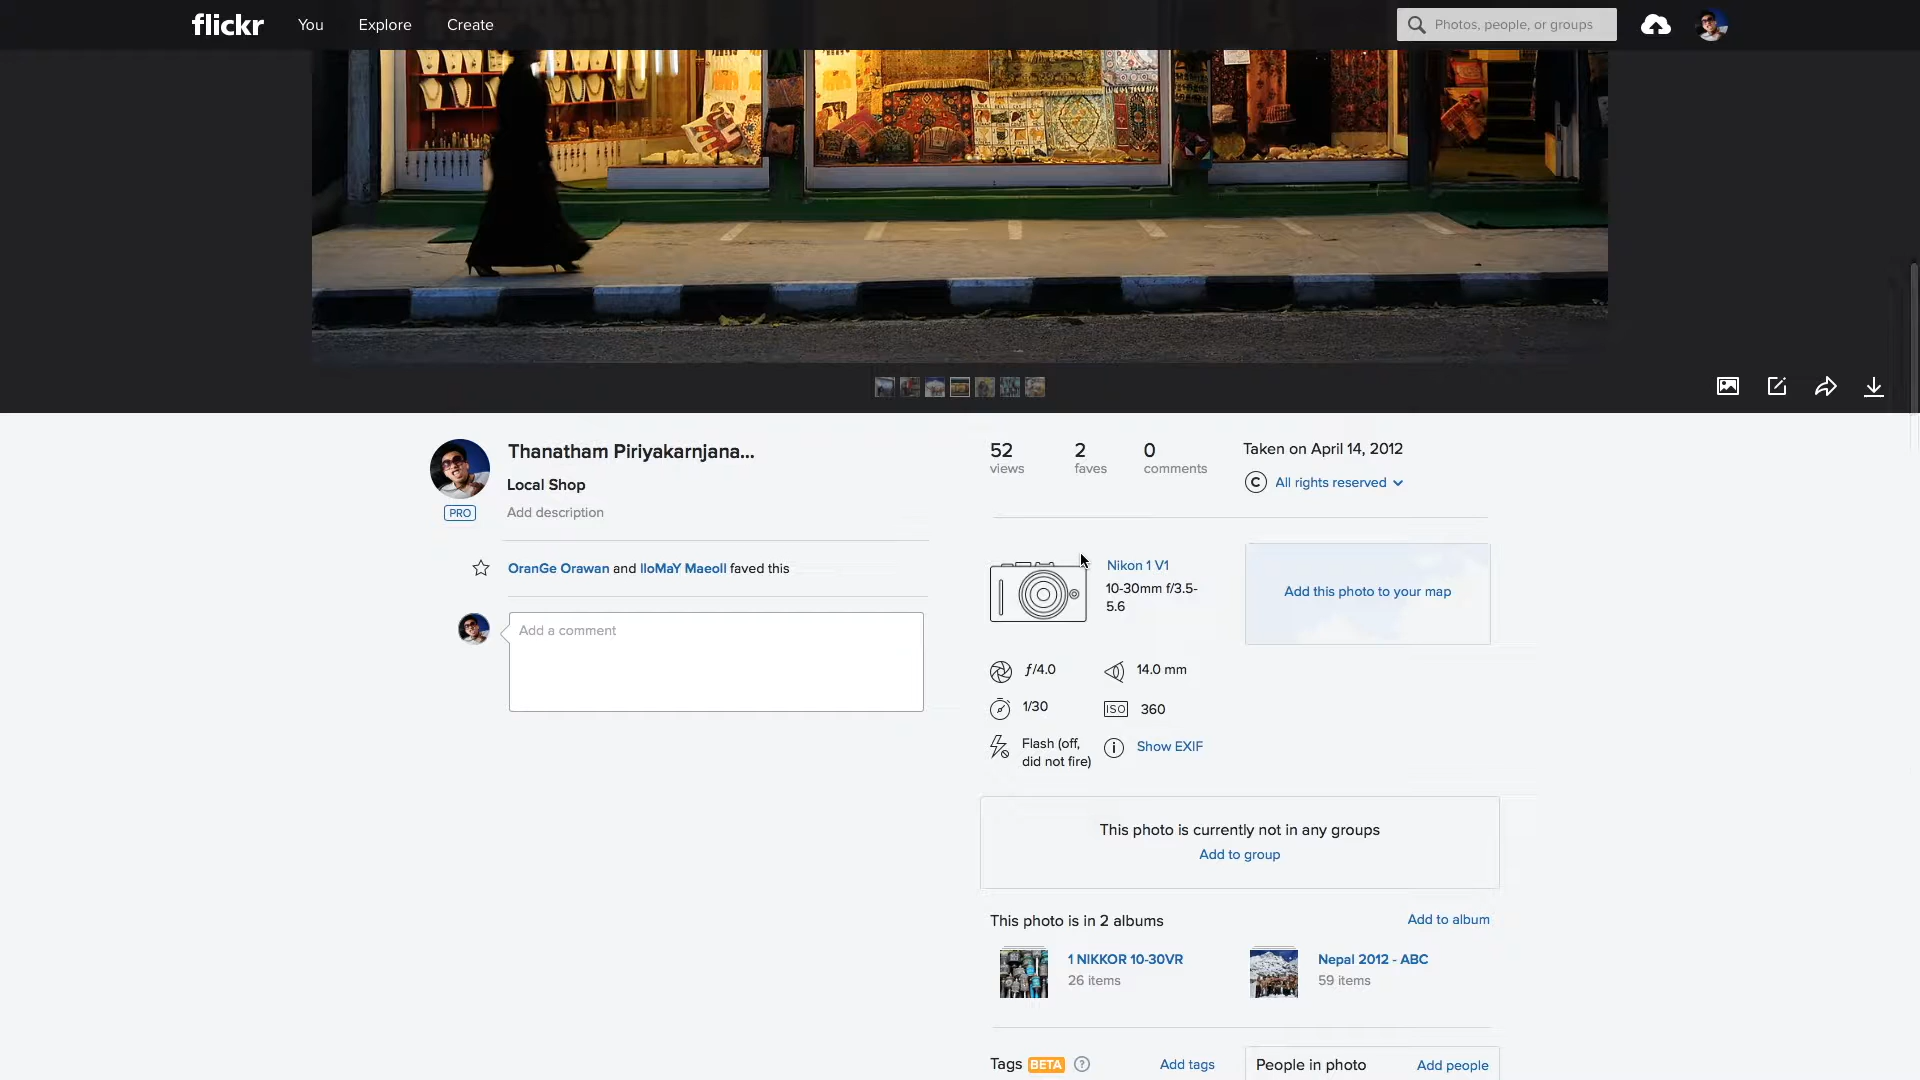 flickr You Explore Create Photos, people, or groups
Thanatham Piriyakarnjana...
Local Shop
PRO
Add description
OranGe Orawan and IloMaY Maeoll faved this
Add a comment
52 views
2 faves
0 comments
Taken on April 14, 2012
C All rights reserved
Nikon 1 V1
10-30mm f/3.5-
5.6
Add this photo to your map
ƒ/4.0
14.0 mm
1/30
ISO 360
Flash (off,
did not fire)
Show EXIF
This photo is currently not in any groups
Add to group
This photo is in 2 albums
Add to album
1 NIKKOR 10-30VR
26 items
Nepal 2012 - ABC
59 items
Tags BETA ? Add tags
People in photo Add people